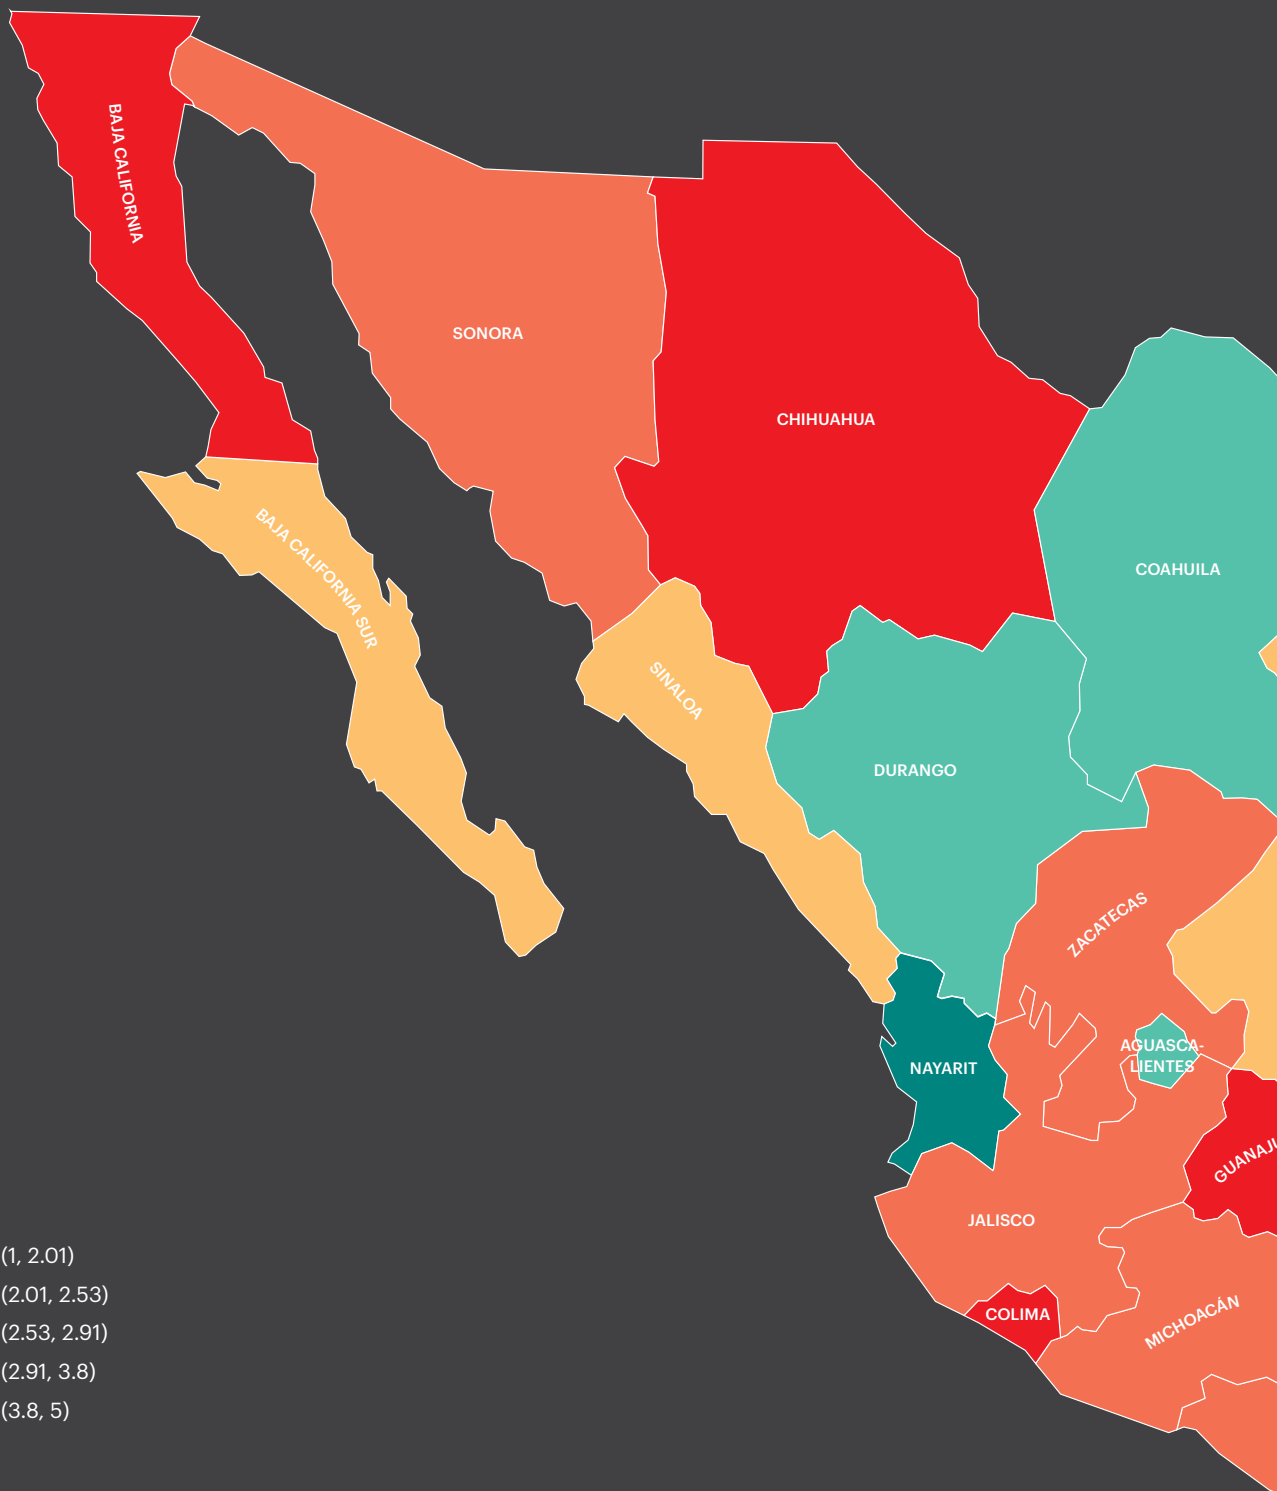 BAJA CALIFORNIA
SONORA
CHIHUAHUA
COAHUILA
BAJA CALIFORNIA SUR
SINALOA
DURANGO
ZACATECAS
AGUASCA-
LIENTES
NAYARIT
GUANAJU
JALISCO
COLIMA
MICHOACÁN
(1, 2.01)
(2.01, 2.53)
(2.53, 2.91)
(2.91, 3.8)
(3.8, 5)